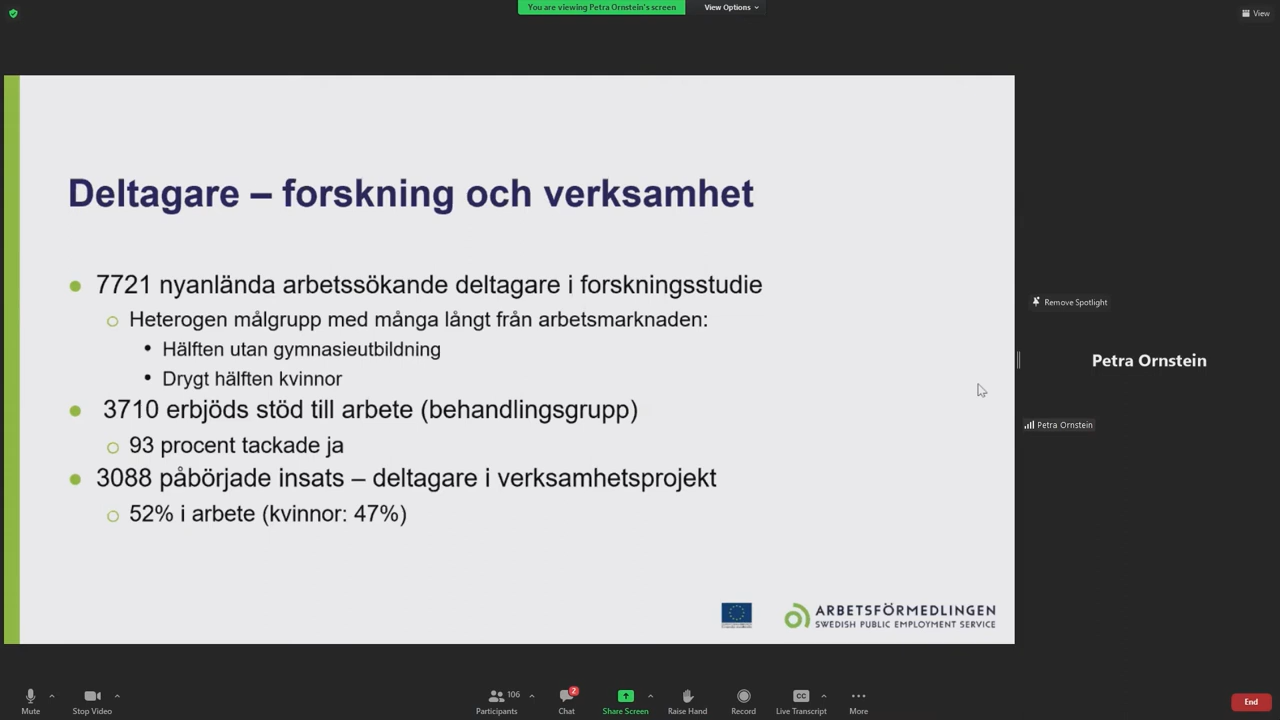 You are viewing Petra Ornstein's screen
View Options
View
Deltagare – forskning och verksamhet
7721 nyanlända arbetssökande deltagare i forskningsstudie
Heterogen målgrupp med många långt från arbetsmarknaden:
Hälften utan gymnasieutbildning
Drygt hälften kvinnor
3710 erbjöds stöd till arbete (behandlingsgrupp)
93 procent tackade ja
3088 påbörjade insats – deltagare i verksamhetsprojekt
52% i arbete (kvinnor: 47%)
ARBETSFÖRMEDLINGEN
SWEDISH PUBLIC EMPLOYMENT SERVICE
Remove Spotlight
Petra Ornstein
Petra Ornstein
Mute
Stop Video
106
Participants
2
Chat
Share Screen
Raise Hand
Record
CC
Live Transcript
More
End